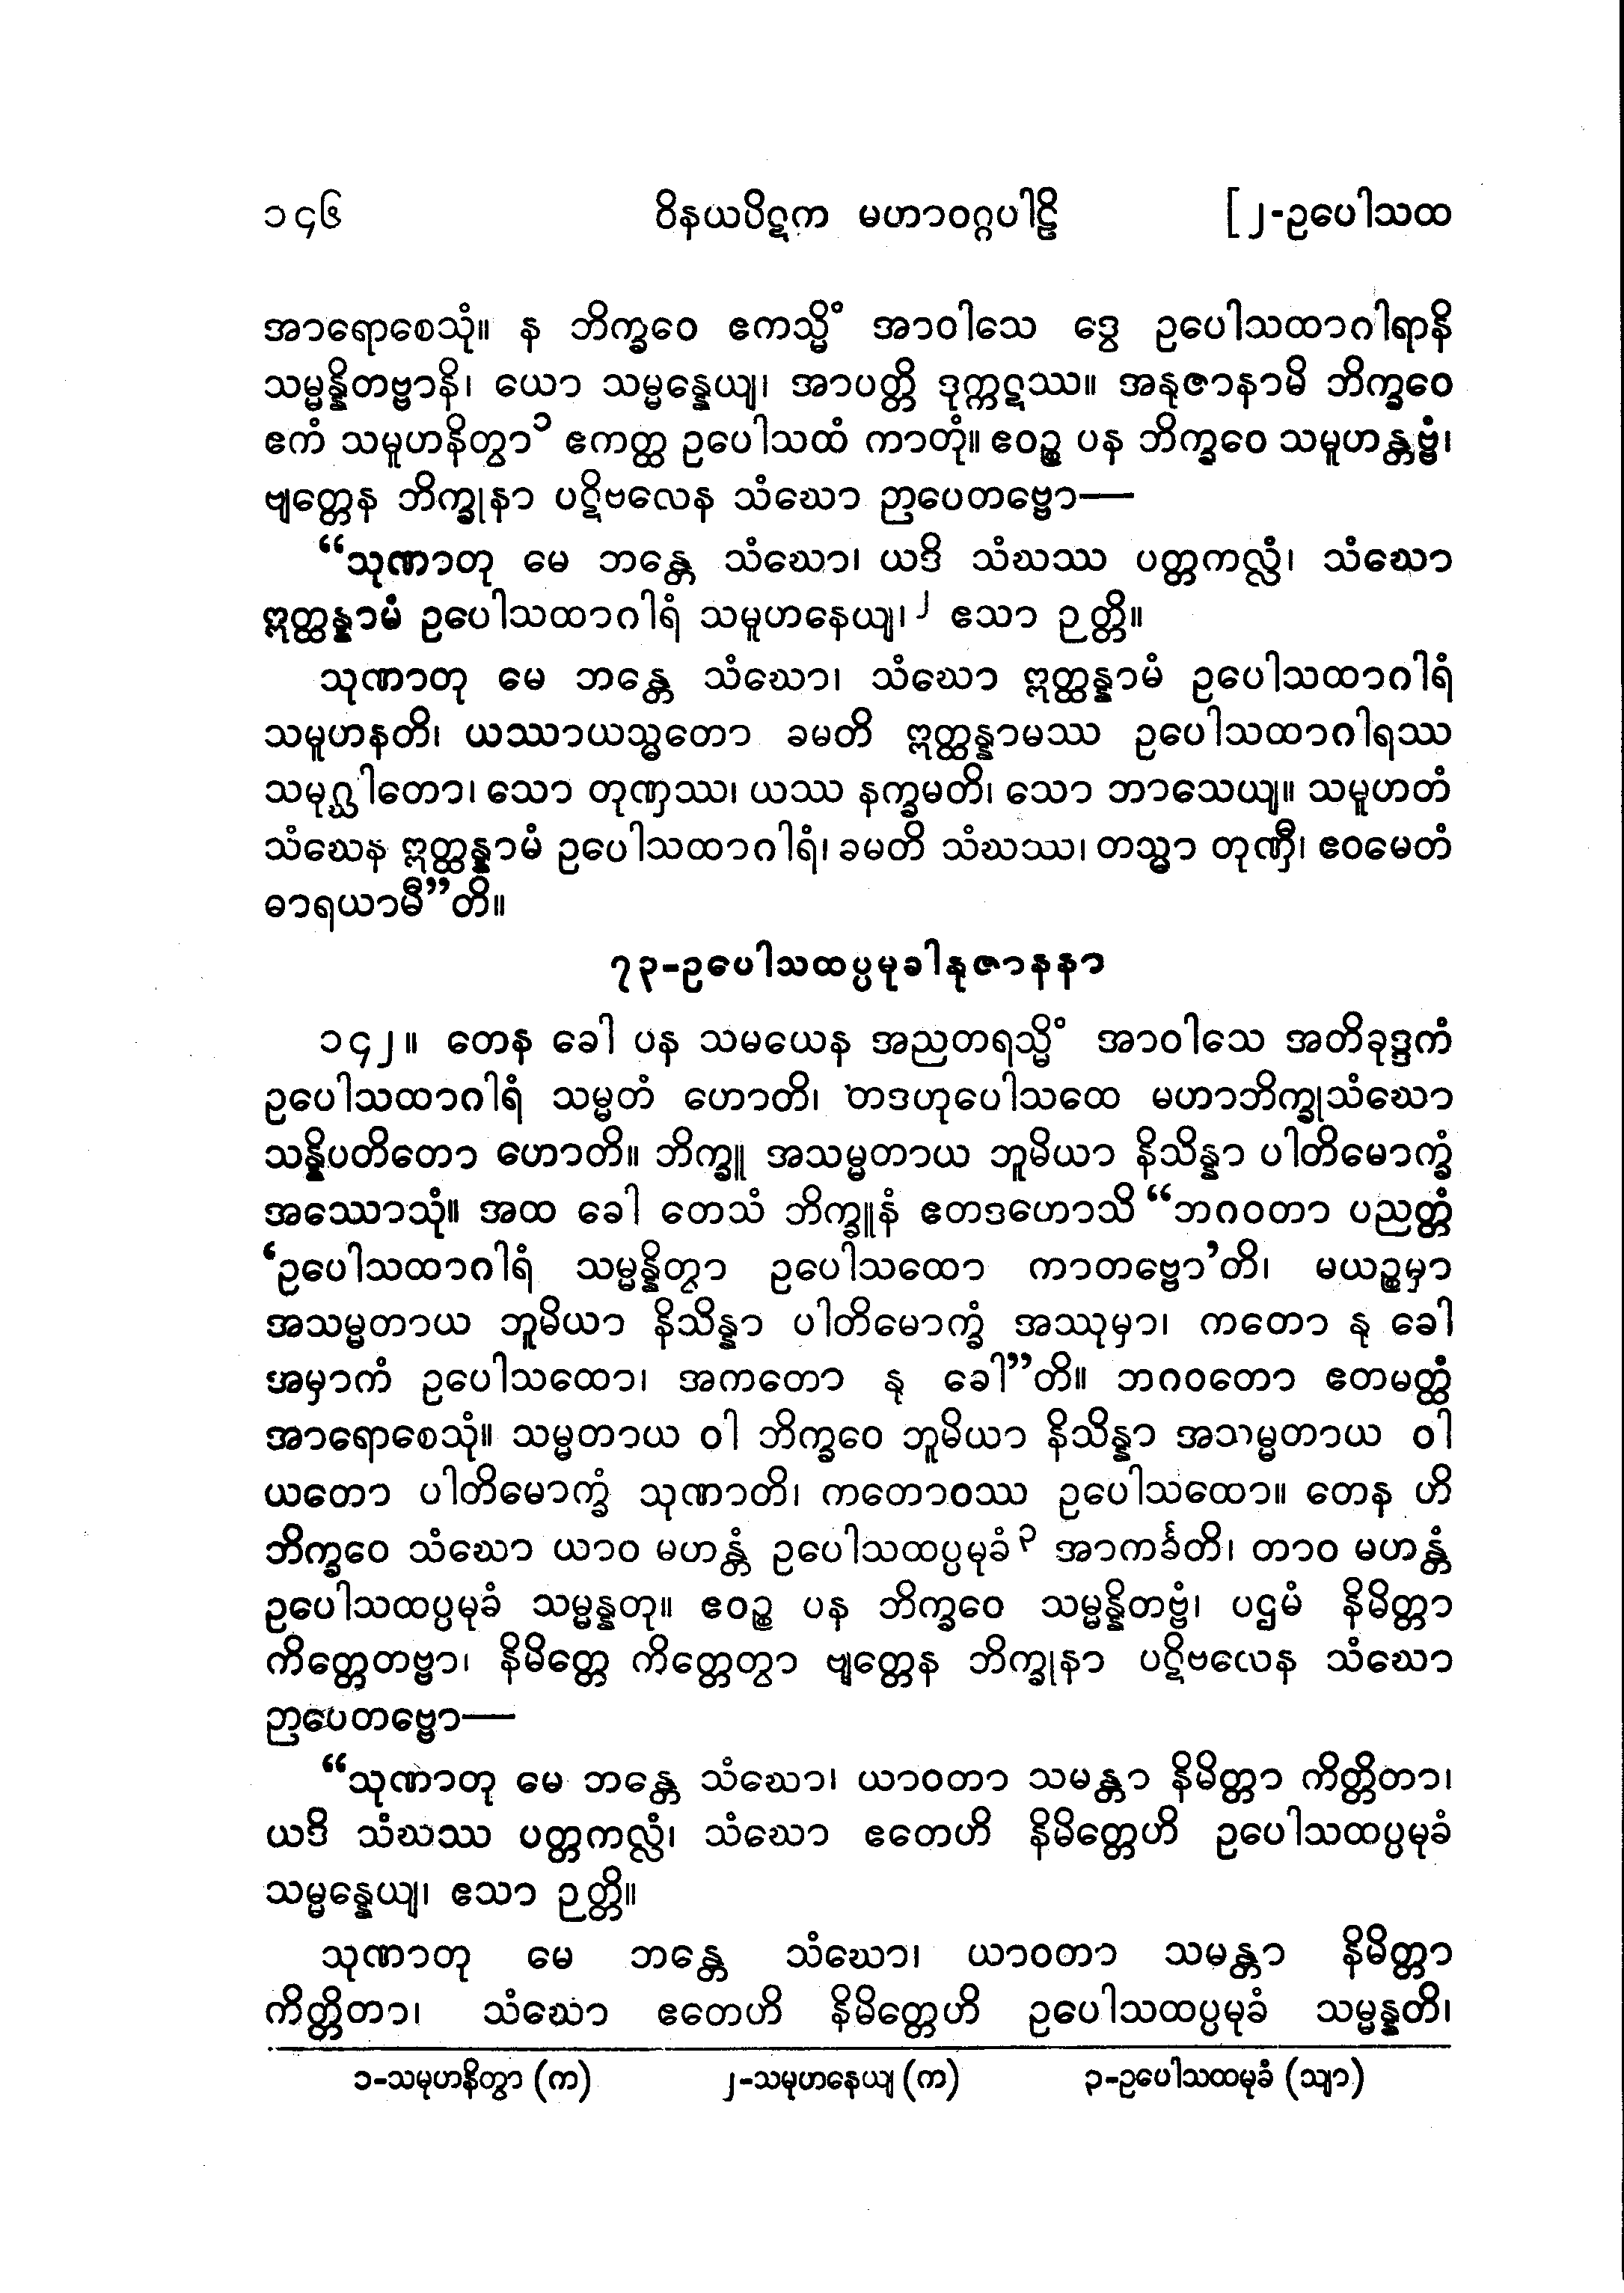 ၁၄၆ ဝိနယပိဋက မဟာဝဂ္ဂပါဠိ [၂-ဥပေါသထ
အာရောစေသုံ။ န ဘိက္ခဝေ ဧကသ္မိံ အာဝါသေ ဒွေ ဥပေါသထာဂါရာနိ
သမ္မန္နိတဗ္ဗာနိ၊ ယော သမ္မန္နေယျ၊ အာပတ္တိ ဒုက္ကဋဿ။ အနုဇာနာမိ ဘိက္ခဝေ
ဧကံ သမူဟနိတွာ၁ ဧကတ္ထ ဥပေါသထံ ကာတုံ။ ဧဝဉ္စ ပန ဘိက္ခဝေ သမူဟန္တဗ္ဗံ၊
ဗျတ္တေန ဘိက္ခုနာ ပဋိဗလေန သံဃော ဉာပေတဗ္ဗော—
“သုဏာတု မေ ဘန္တေ သံဃော၊ ယဒိ သံဃဿ ပတ္တကလ္လံ၊ သံဃော
ဣတ္ထန္နာမံ ဥပေါသထာဂါရံ သမူဟနေယျ၊၂ ဧသာ ဉတ္တိ။
သုဏာတု မေ ဘန္တေ သံဃော၊ သံဃော ဣတ္ထန္နာမံ ဥပေါသထာဂါရံ
သမူဟနတိ၊ ယဿာယသ္မတော ခမတိ ဣတ္ထန္နာမဿ ဥပေါသထာဂါရဿ
သမုဂ္ဃါတော၊ သော တုဏှဿ၊ ယဿ နက္ခမတိ၊ သော ဘာသေယျ။ သမူဟတံ
သံဃေန ဣတ္ထန္နာမံ ဥပေါသထာဂါရံ၊ ခမတိ သံဃဿ၊ တသ္မာ တုဏှီ၊ ဧဝမေတံ
ဓာရယာမီ”တိ။
၇၃-ဥပေါသထပ္ပမုခါနုဇာနနာ
၁၄၂။ တေန ခေါ ပန သမယေန အညတရသ္မိံ အာဝါသေ အတိခုဒ္ဒကံ
ဥပေါသထာဂါရံ သမ္မတံ ဟောတိ၊ တဒဟုပေါသထေ မဟာဘိက္ခုသံဃော
သန္နိပတိတော ဟောတိ။ ဘိက္ခူ အသမ္မတာယ ဘူမိယာ နိသိန္နာ ပါတိမောက္ခံ
အဿောသုံ။ အထ ခေါ တေသံ ဘိက္ခူနံ ဧတဒဟောသိ “ဘဂဝတာ ပညတ္တံ
‘ဥပေါသထာဂါရံ သမ္မန္နိတွာ ဥပေါသထော ကာတဗ္ဗော’တိ၊ မယဉ္စမှာ
အသမ္မတာယ ဘူမိယာ နိသိန္နာ ပါတိမောက္ခံ အဿုမှာ၊ ကတော နု ခေါ
အမှာကံ ဥပေါသထော၊ အကတော နု ခေါ”တိ။ ဘဂဝတော ဧတမတ္ထံ
အာရောစေသုံ။ သမ္မတာယ ဝါ ဘိက္ခဝေ ဘူမိယာ နိသိန္နာ အသမ္မတာယ ဝါ
ယတော ပါတိမောက္ခံ သုဏာတိ၊ ကတောဝဿ ဥပေါသထော။ တေန ဟိ
ဘိက္ခဝေ သံဃော ယာဝ မဟန္တံ ဥပေါသထပ္ပမုခံ၃ အာကင်္ခတိ၊ တာဝ မဟန္တံ
ဥပေါသထပ္ပမုခံ သမ္မန္နတု။ ဧဝဉ္စ ပန ဘိက္ခဝေ သမ္မန္နိတဗ္ဗံ၊ ပဌမံ နိမိတ္တာ
ကိတ္တေတဗ္ဗာ၊ နိမိတ္တေ ကိတ္တေတွာ ဗျတ္တေန ဘိက္ခုနာ ပဋိဗလေန သံဃော
ဉာပေတဗ္ဗော—
“သုဏာတု မေ ဘန္တေ သံဃော၊ ယာဝတာ သမန္တာ နိမိတ္တာ ကိတ္တိတာ၊
ယဒိ သံဃဿ ပတ္တကလ္လံ၊ သံဃော ဧတေဟိ နိမိတ္တေဟိ ဥပေါသထပ္ပမုခံ
သမ္မန္နေယျ၊ ဧသာ ဉတ္တိ။
သုဏာတု မေ ဘန္တေ သံဃော၊ ယာဝတာ သမန္တာ နိမိတ္တာ
ကိတ္တိတာ၊ သံဃော ဧတေဟိ နိမိတ္တေဟိ ဥပေါသထပ္ပမုခံ သမ္မန္နတိ၊
၁-သမုဟနိတွာ (က) ၂-သမုဟနေယျ (က) ၃-ဥပေါသထမုခံ (သျာ)